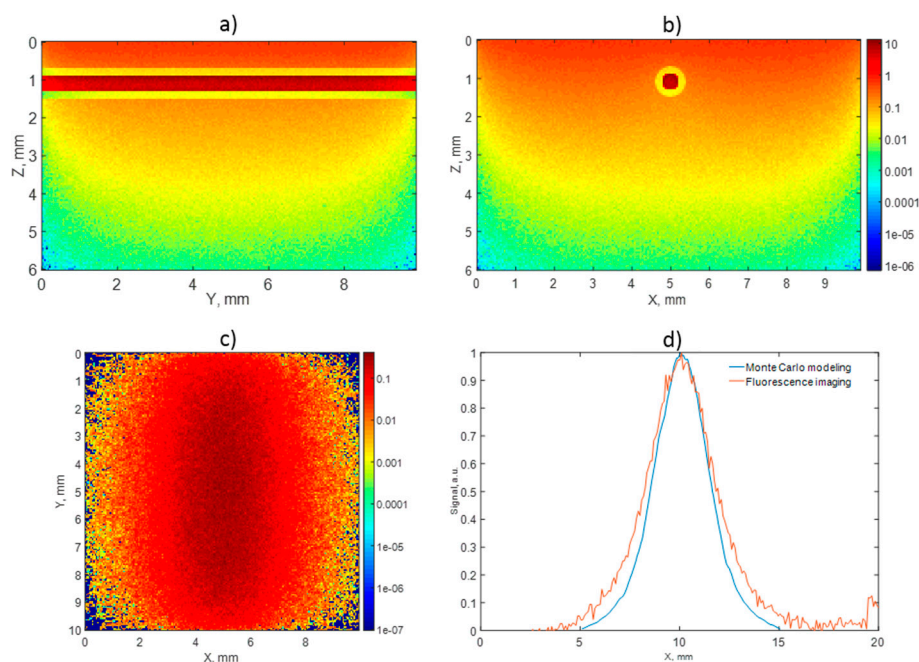 a)
0
1
2
3
4
5
6
Z, mm
0 2 4 6 8
Y, mm
b)
0
1
2
3
4
5
6
Z, mm
0 1 2 3 4 5 6 7 8 9
X, mm
10
1
0.1
0.01
0.001
0.0001
1e-05
1e-06
c)
0
1
2
3
4
5
6
7
8
9
10
Y, mm
0 2 4 6 8
X, mm
0.1
0.01
0.001
0.0001
1e-05
1e-06
1e-07
d)
1
0.9
0.8
0.7
0.6
0.5
0.4
0.3
0.2
0.1
0
Signal, a.u.
Monte Carlo modeling
Fluorescence imaging
0 5 10 15 20
X, mm